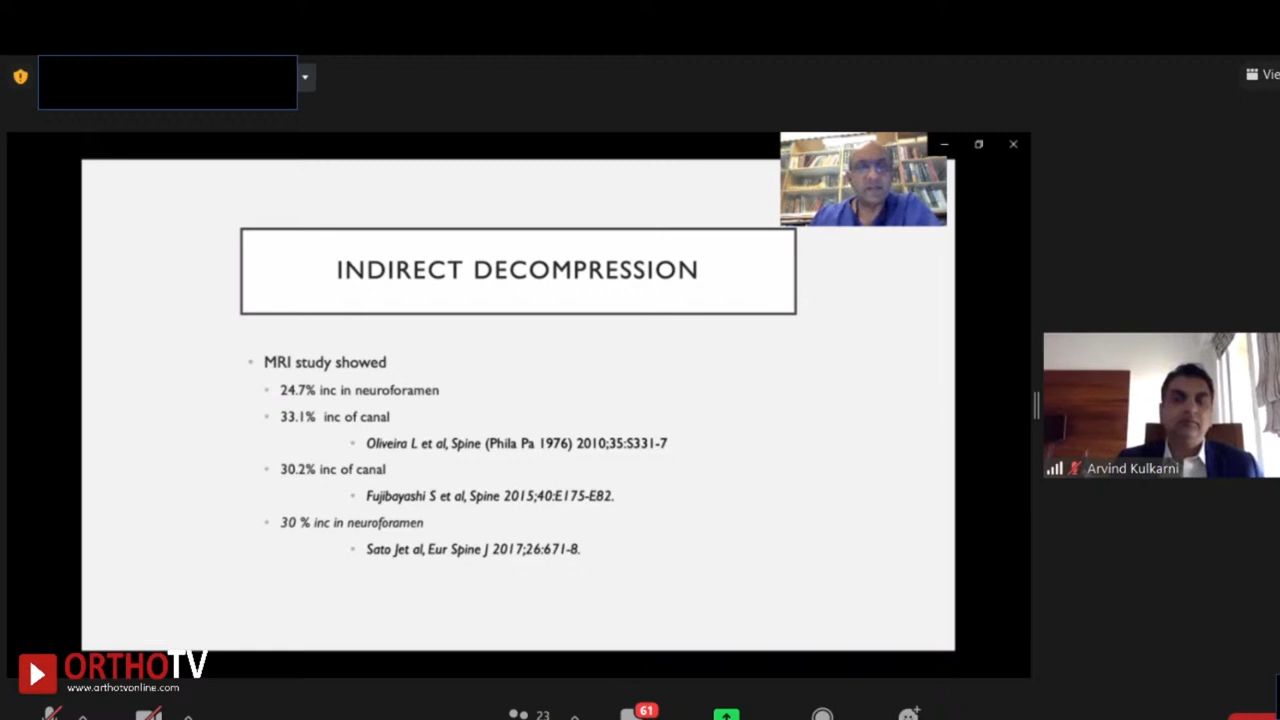 Vie
INDIRECT DECOMPRESSION
MRI study showed
24.7% inc in neuroforamen
33.1% inc of canal
Oliveira L et al, Spine (Phila Pa 1976) 2010;35:S331-7
30.2% inc of canal
Fujibayashi S et al, Spine 2015;40:E175-E82.
30 % inc in neuroforamen
Sato Jet al, Eur Spine J 2017;26:671-8.
Arvind Kulkarni
ORTHOTV
www.orthotvonline.com
23
61